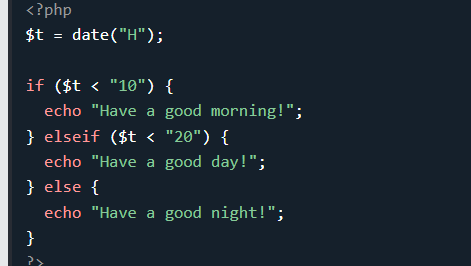 <?php
$t = date("H");

if ($t < "10") {
  echo "Have a good morning!";
} elseif ($t < "20") {
  echo "Have a good day!";
} else {
  echo "Have a good night!";
}
?>